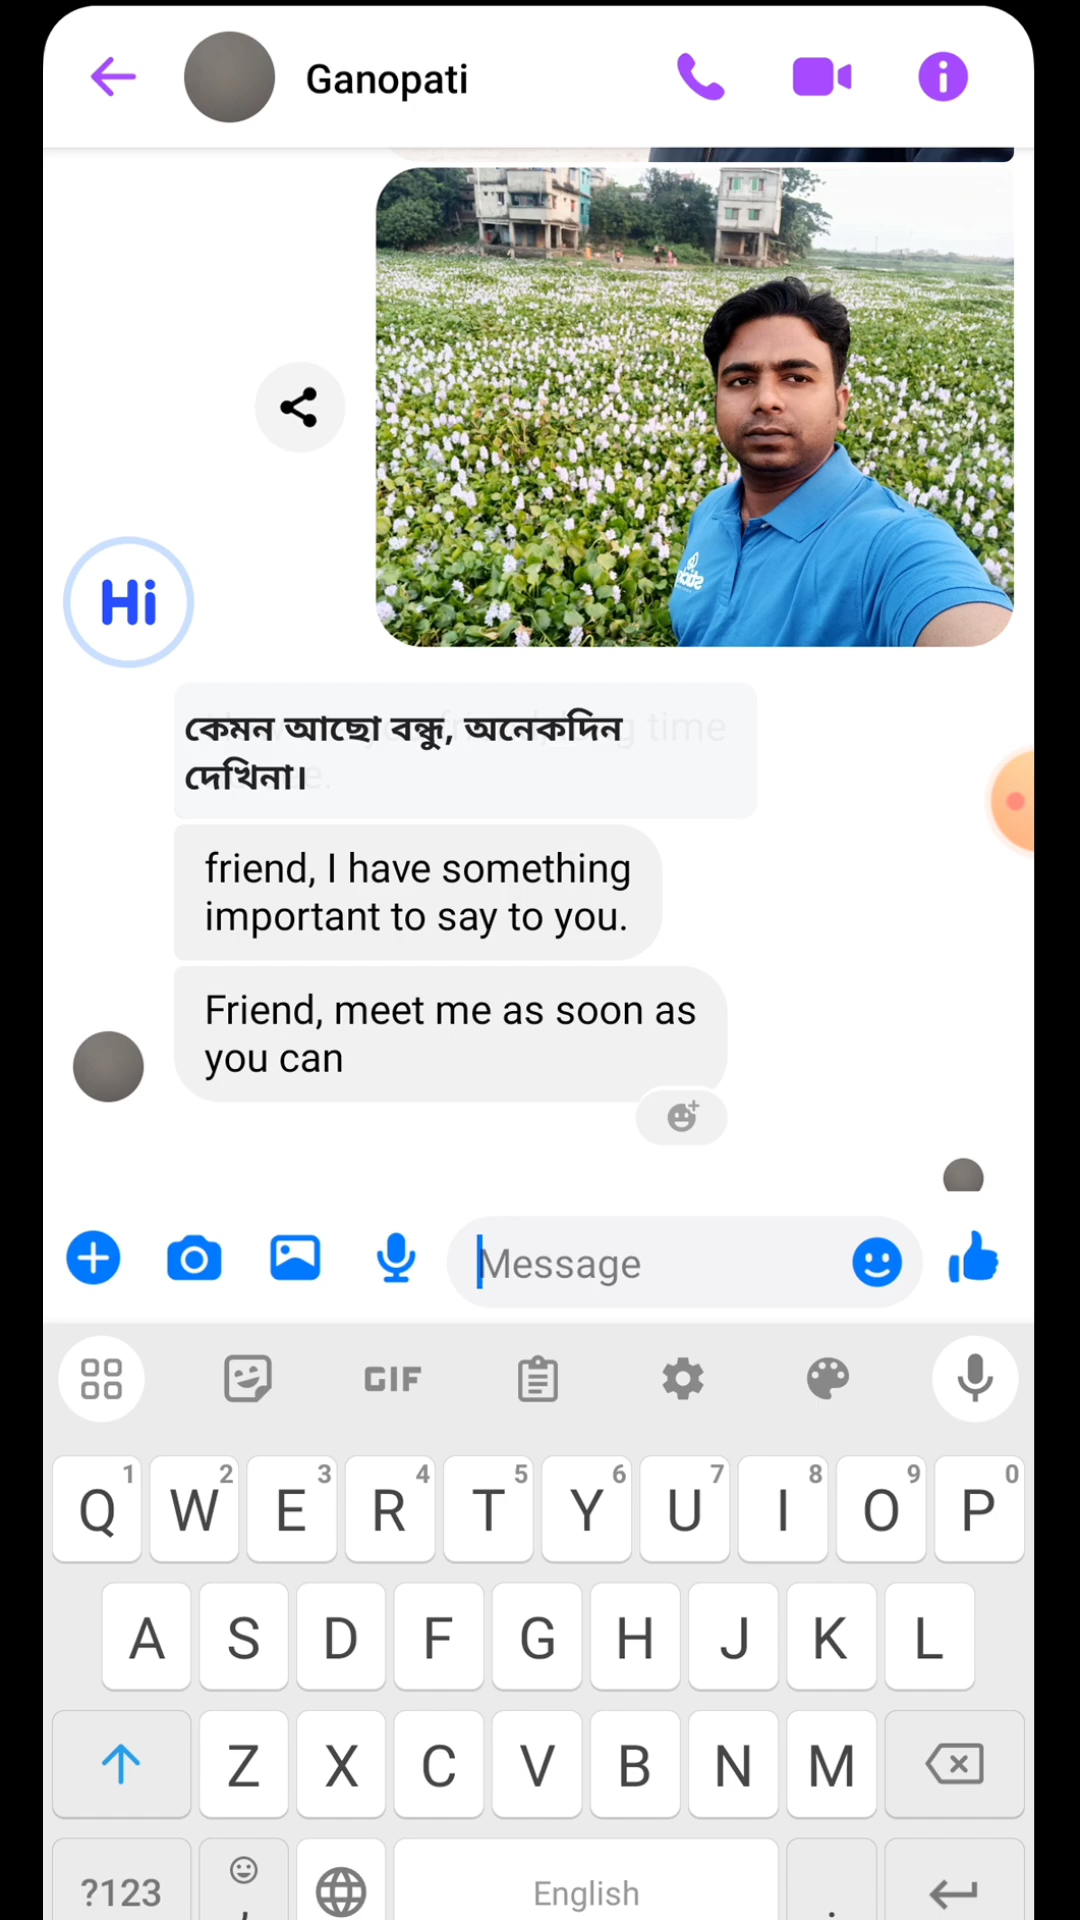 Ganopati
Hi
কেমন আছো বন্ধু, অনেকদিন
দেখিনা।
friend, I have something
important to say to you.
Friend, meet me as soon as
you can
Message
GIF
1 2 3 4 5 6 7 8 9 0
Q W E R T Y U I O P
A S D F G H J K L
Z X C V B N M
?123 , English .